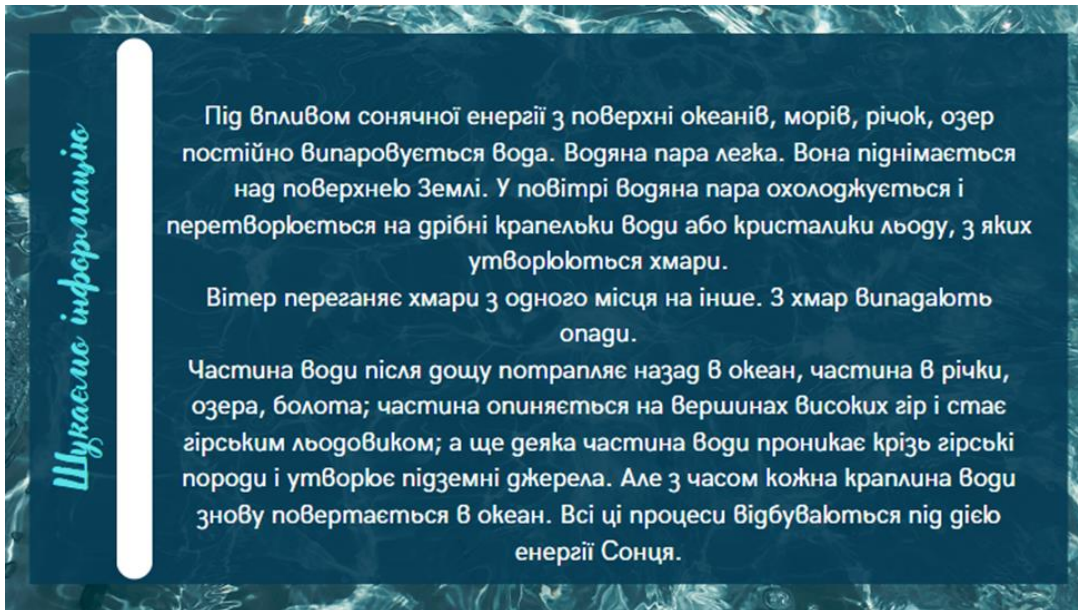 Шукаємо інформацію
Під впливом сонячної енергії з поверхні океанів, морів, річок, озер
постійно випаровується вода. Водяна пара легка. Вона піднімається
над поверхнею Землі. У повітрі водяна пара охолоджується і
перетворюється на дрібні крапельки води або кристалики льоду, з яких
утворюються хмари.
Вітер переганяє хмари з одного місця на інше. З хмар випадають
опади.
Частина води після дощу потрапляє назад в океан, частина в річки,
озера, болота; частина опиняється на вершинах високих гір і стає
гірським льодовиком; а ще деяка частина води проникає крізь гірські
породи і утворює підземні джерела. Але з часом кожна краплина води
знову повертається в океан. Всі ці процеси відбуваються під дією
енергії Сонця.